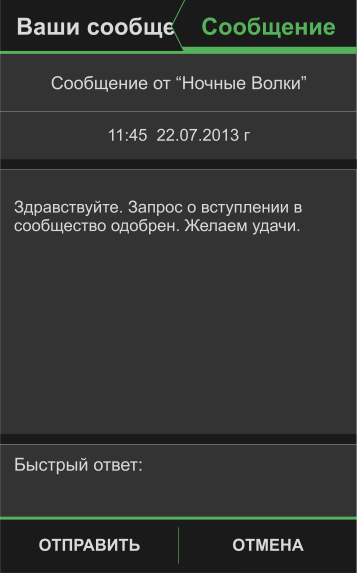 Ваши сообще
Сообщение
Сообщение от “Ночные Волки”
11:45 22.07.2013 г
Здравствуйте. Запрос о вступлении в
сообщество одобрен. Желаем удачи.
Быстрый ответ:
ОТПРАВИТЬ
ОТМЕНА